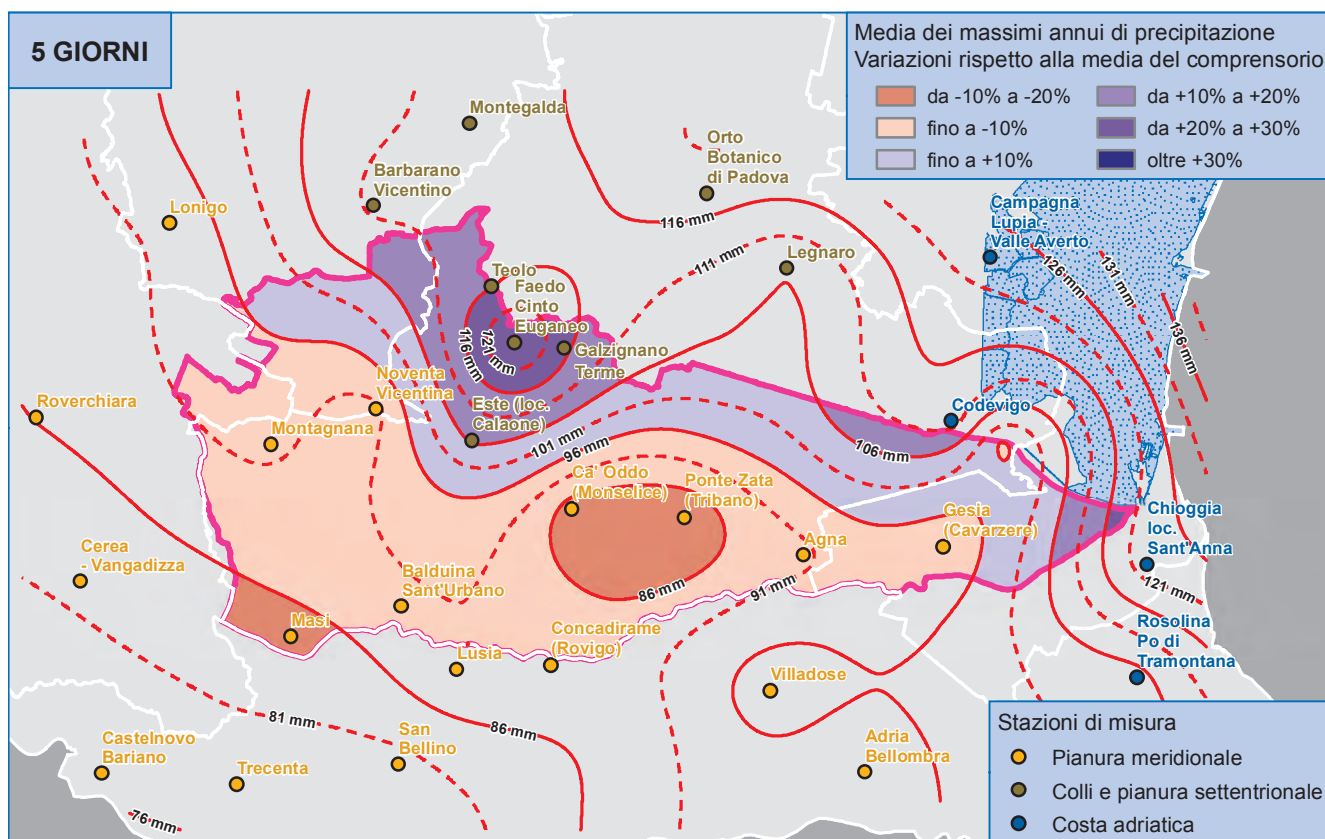 5 GIORNI
Media dei massimi annui di precipitazione
Variazioni rispetto alla media del comprensorio
da -10% a -20%
da +10% a +20%
fino a -10%
da +20% a +30%
fino a +10%
oltre +30%
Montegalda
Orto
Botanico
di Padova
Barbarano
Vicentino
Lonigo
116 mm
Campagna
Lupia -
Valle Averto
Legnaro
111 mm
126 mm
131 mm
136 mm
Teolo
Faedo
Cinto
Euganeo
121 mm
116 mm
Galzignano
Terme
Noventa
Vicentina
Roverchiara
Montagnana
Este (loc.
Calaone)
Codevigo
101 mm
96 mm
106 mm
Ca' Oddo
(Monselice)
Ponte Zata
(Tribano)
Gesia
(Cavarzere)
Chioggia
loc.
Sant'Anna
Agna
Cerea
- Vangadizza
Balduina
Sant'Urbano
86 mm
91 mm
121 mm
Masi
Concadirame
(Rovigo)
Lusia
Rosolina
Po di
Tramontana
Villadose
81 mm
86 mm
Castelnovo
Bariano
San
Bellino
Trecenta
Adria
Bellombra
76 mm
Stazioni di misura
Pianura meridionale
Colli e pianura settentrionale
Costa adriatica